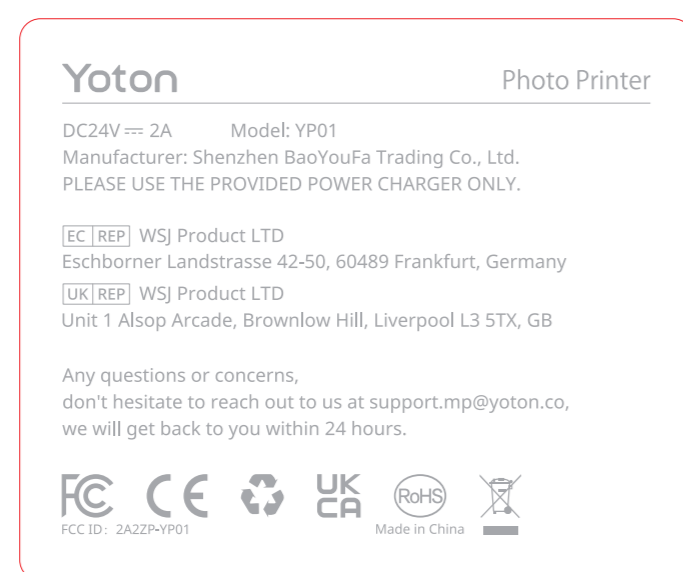 Yoton Photo Printer
DC24V ⎓ 2A Model: YP01
Manufacturer: Shenzhen BaoYouFa Trading Co., Ltd.
PLEASE USE THE PROVIDED POWER CHARGER ONLY.
EC REP WSJ Product LTD
Eschborner Landstrasse 42-50, 60489 Frankfurt, Germany
UK REP WSJ Product LTD
Unit 1 Alsop Arcade, Brownlow Hill, Liverpool L3 5TX, GB
Any questions or concerns,
don't hesitate to reach out to us at support.mp@yoton.co,
we will get back to you within 24 hours.
FC CE UK CA RoHS
FCC ID: 2A2ZP-YP01 Made in China